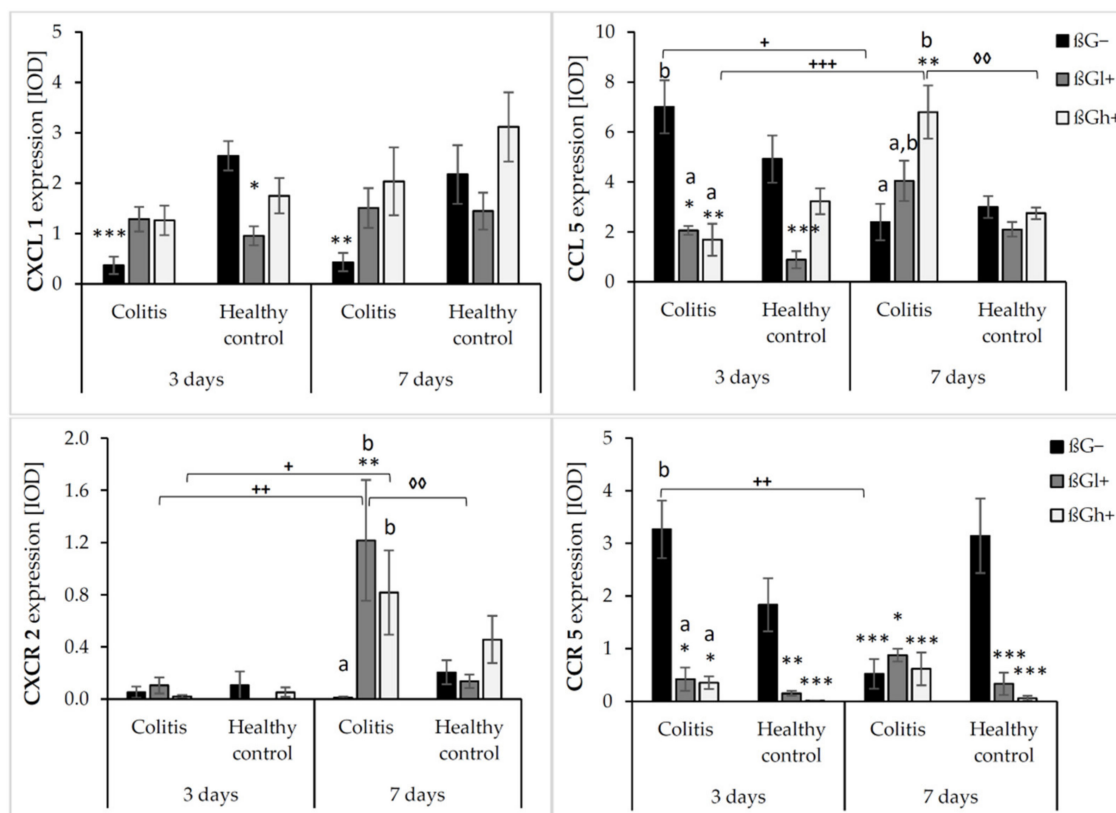 CXCL 1 expression [IOD]
5
4
3
2
1
0
***
*
**
Colitis
Healthy control
Colitis
Healthy control
3 days
7 days
CCL 5 expression [IOD]
10
8
6
4
2
0
b
+
+++
b
**
◊◊
a
*
a
**
***
a
a,b
ßG−
ßGl+
ßGh+
Colitis
Healthy control
Colitis
Healthy control
3 days
7 days
CXCR 2 expression [IOD]
2.0
1.6
1.2
0.8
0.4
0.0
+
++
b
**
◊◊
b
a
Colitis
Healthy control
Colitis
Healthy control
3 days
7 days
CCR 5 expression [IOD]
5
4
3
2
1
0
b
++
a
*
a
*
**
***
***
*
***
***
***
ßG−
ßGl+
ßGh+
Colitis
Healthy control
Colitis
Healthy control
3 days
7 days